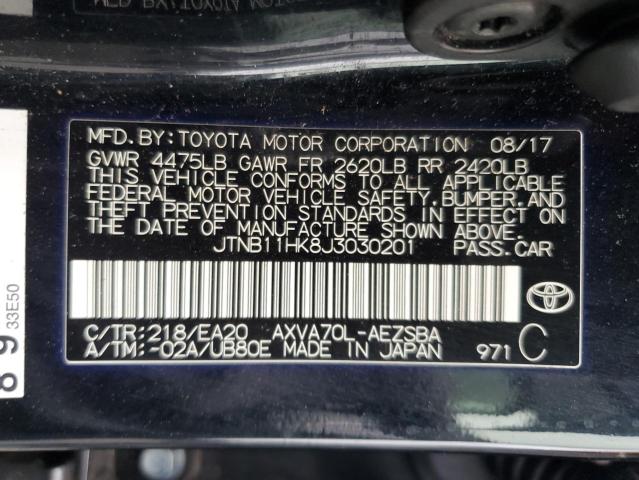 MFD.BY:TOYOTA MOTOR CORPORATION 08/17
GVWR 4475LB GAWR FR 2620LB RR 2420LB
THIS VEHICLE CONFORMS TO ALL APPLICABLE
FEDERAL MOTOR VEHICLE SAFETY,BUMPER,AND
THEFT PREVENTION STANDARDS IN EFFECT ON
THE DATE OF MANUFACTURE SHOWN ABOVE.
JTNB11HK8J3030201 PASS.CAR
C/TR:218/EA20 AXVA70L-AEZSBA
A/TM:-02A/UB80E MADE IN JAPAN 971 C
89
33E50